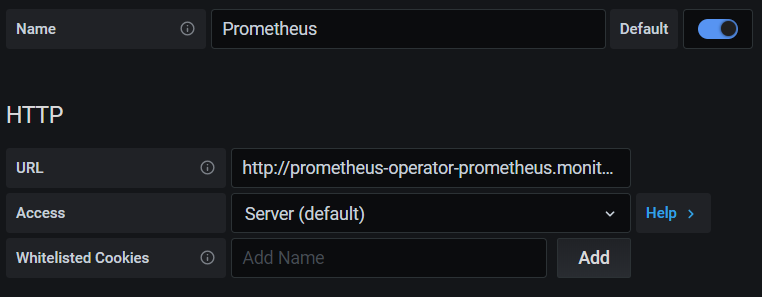 Name Prometheus Default
HTTP
URL http://prometheus-operator-prometheus.monit...
Access Server (default) Help >
Whitelisted Cookies Add Name Add